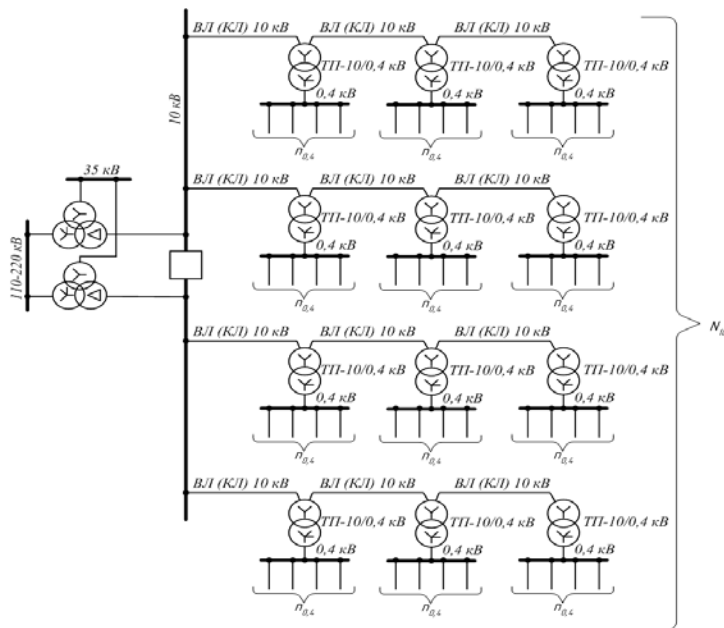 ВЛ (КЛ) 10 кВ ВЛ (КЛ) 10 кВ ВЛ (КЛ) 10 кВ
ТП-10/0,4 кВ ТП-10/0,4 кВ ТП-10/0,4 кВ
0,4 кВ 0,4 кВ 0,4 кВ
10 кВ
n0,4 n0,4 n0,4
35 кВ
ВЛ (КЛ) 10 кВ ВЛ (КЛ) 10 кВ ВЛ (КЛ) 10 кВ
ТП-10/0,4 кВ ТП-10/0,4 кВ ТП-10/0,4 кВ
0,4 кВ 0,4 кВ 0,4 кВ
110-220 кВ
n0,4 n0,4 n0,4
ВЛ (КЛ) 10 кВ ВЛ (КЛ) 10 кВ ВЛ (КЛ) 10 кВ
ТП-10/0,4 кВ ТП-10/0,4 кВ ТП-10/0,4 кВ
0,4 кВ 0,4 кВ 0,4 кВ
n0,4 n0,4 n0,4
ВЛ (КЛ) 10 кВ ВЛ (КЛ) 10 кВ ВЛ (КЛ) 10 кВ
ТП-10/0,4 кВ ТП-10/0,4 кВ ТП-10/0,4 кВ
0,4 кВ 0,4 кВ 0,4 кВ
n0,4 n0,4 n0,4